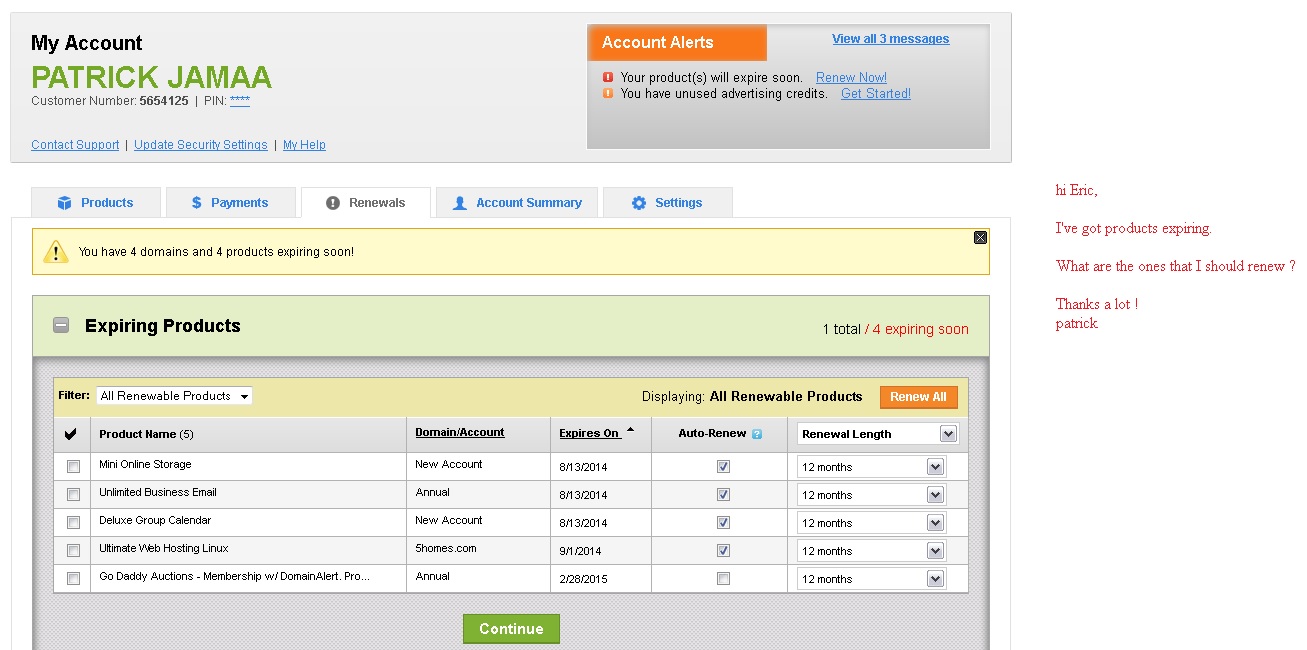 My Account
PATRICK JAMAA
Customer Number: 5654125 | PIN: ****
Contact Support | Update Security Settings | My Help
Account Alerts
View all 3 messages
Your product(s) will expire soon. Renew Now!
You have unused advertising credits. Get Started!
Products
Payments
Renewals
Account Summary
Settings
You have 4 domains and 4 products expiring soon!
Expiring Products
1 total / 4 expiring soon
Filter: All Renewable Products
Displaying: All Renewable Products
Renew All
Product Name (5) Domain/Account Expires On Auto-Renew ? Renewal Length
Mini Online Storage New Account 8/13/2014 12 months
Unlimited Business Email Annual 8/13/2014 12 months
Deluxe Group Calendar New Account 8/13/2014 12 months
Ultimate Web Hosting Linux 5homes.com 9/1/2014 12 months
Go Daddy Auctions - Membership w/ DomainAlert. Pro... Annual 2/28/2015 12 months
Continue
hi Eric,
I've got products expiring.
What are the ones that I should renew ?
Thanks a lot !
patrick